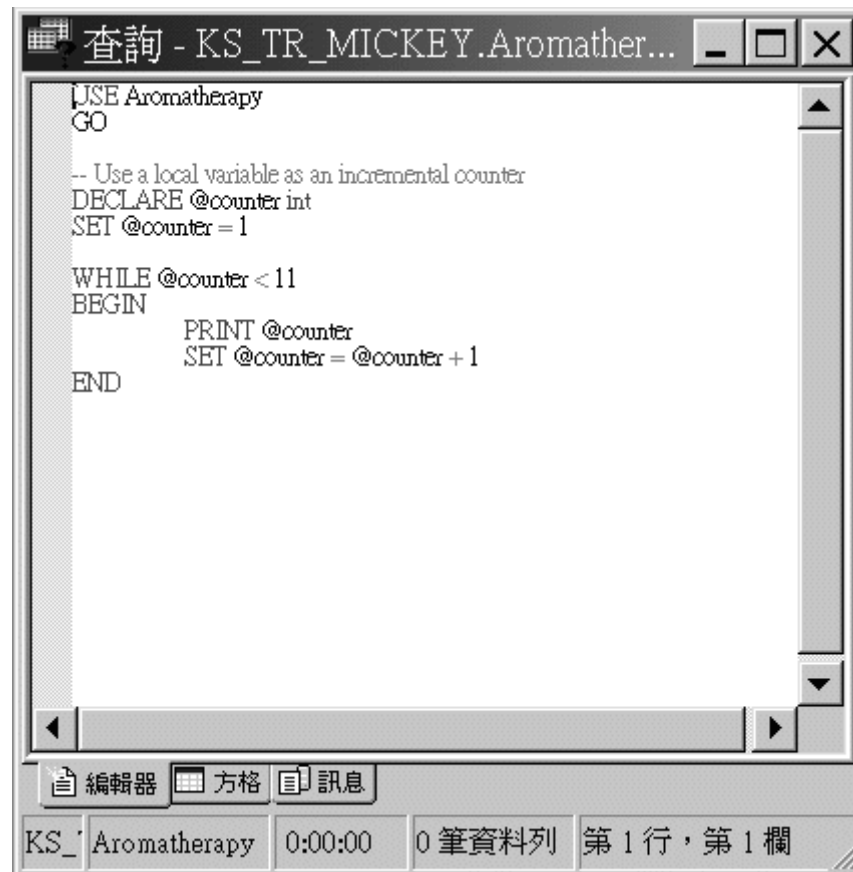 查詢 - KS_TR_MICKEY.Aromather...
USE Aromatherapy
GO
-- Use a local variable as an incremental counter
DECLARE @counter int
SET @counter = 1
WHILE @counter < 11
BEGIN
PRINT @counter
SET @counter = @counter + 1
END
編輯器 方格 訊息
KS_' Aromatherapy 0:00:00 0 筆資料列 第 1 行，第 1 欄